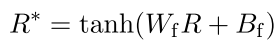 R* = tanh(W_f R + B_f)